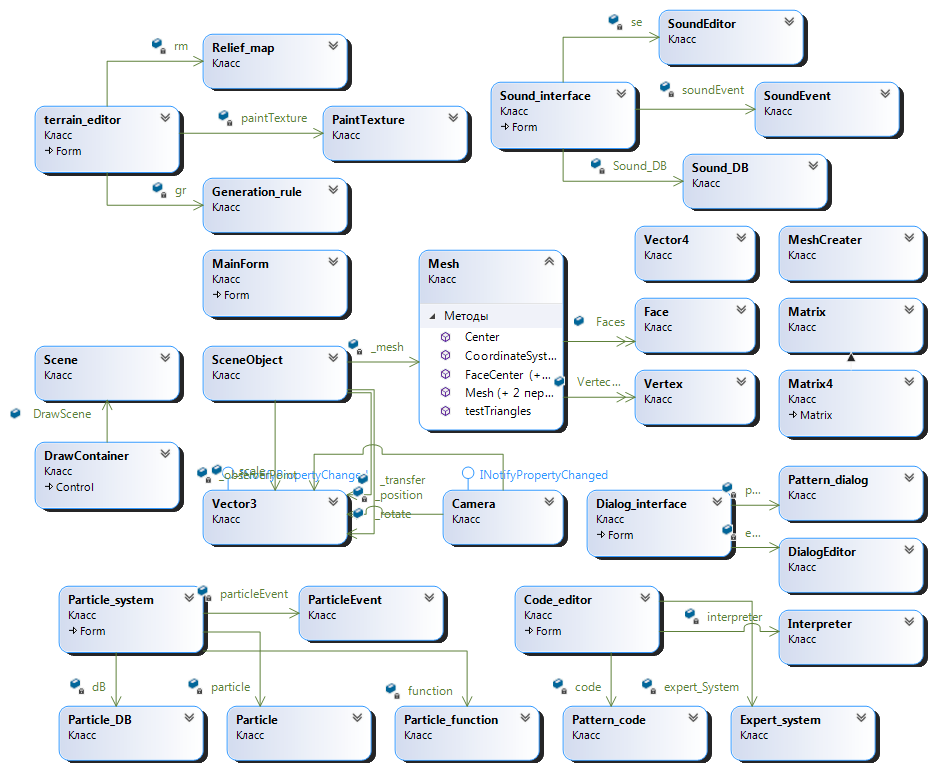 se
SoundEditor
Класс
rm
Relief_map
Класс
Sound_interface
Класс
Form
soundEvent
SoundEvent
Класс
terrain_editor
Класс
Form
paintTexture
PaintTexture
Класс
Sound_DB
Sound_DB
Класс
gr
Generation_rule
Класс
Vector4
Класс
MeshCreater
Класс
MainForm
Класс
Form
Mesh
Класс
Методы
Center
CoordinateSyst...
FaceCenter (+...
Mesh (+ 2 пер...
testTriangles
Faces
Face
Класс
Matrix
Класс
Scene
Класс
SceneObject
Класс
_mesh
Vertec...
Vertex
Класс
Matrix4
Класс
Matrix
DrawScene
DrawContainer
Класс
Control
_scale
_observerPoint
INotifyPropertyChanged
_transfer
_position
_rotate
INotifyPropertyChanged
Vector3
Класс
Camera
Класс
Dialog_interface
Класс
Form
p...
Pattern_dialog
Класс
e...
DialogEditor
Класс
Particle_system
Класс
Form
particleEvent
ParticleEvent
Класс
Code_editor
Класс
Form
interpreter
Interpreter
Класс
dB
particle
function
code
expert_System
Particle_DB
Класс
Particle
Класс
Particle_function
Класс
Pattern_code
Класс
Expert_system
Класс